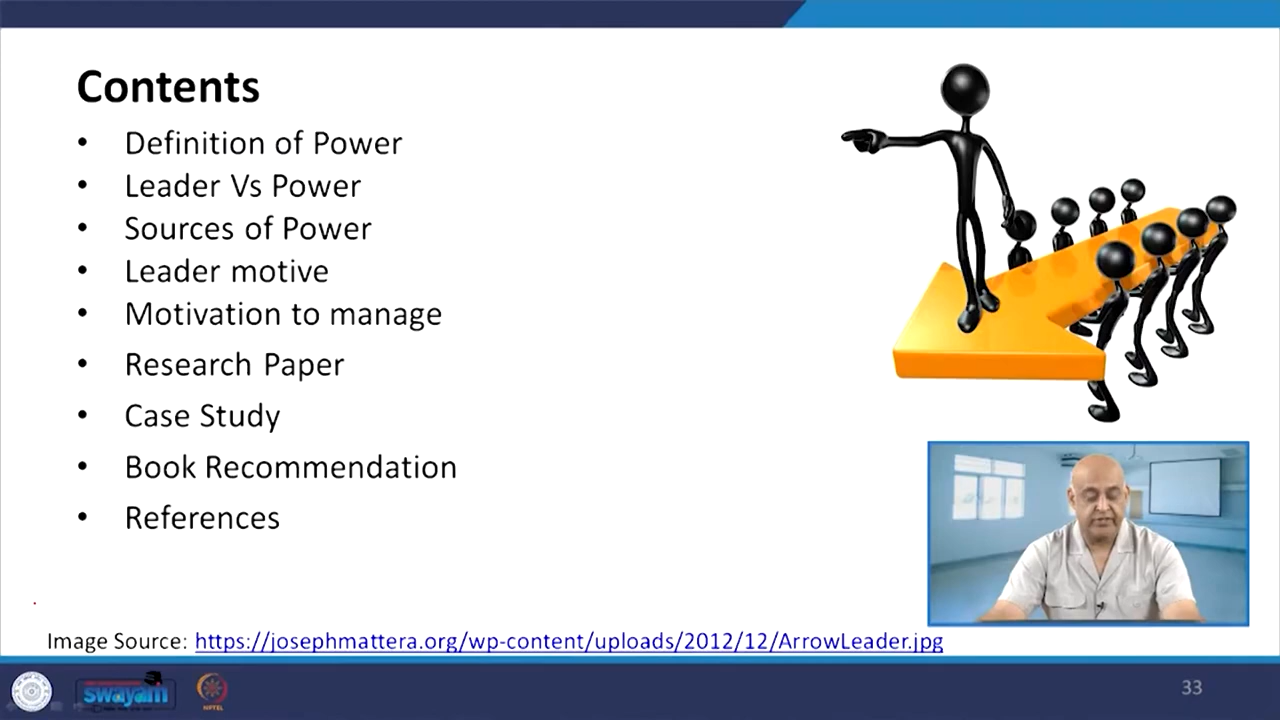 Contents
• Definition of Power
• Leader Vs Power
• Sources of Power
• Leader motive
• Motivation to manage
• Research Paper
• Case Study
• Book Recommendation
• References
Image Source: https://josephmattera.org/wp-content/uploads/2012/12/ArrowLeader.jpg
swayam
NPTEL
33